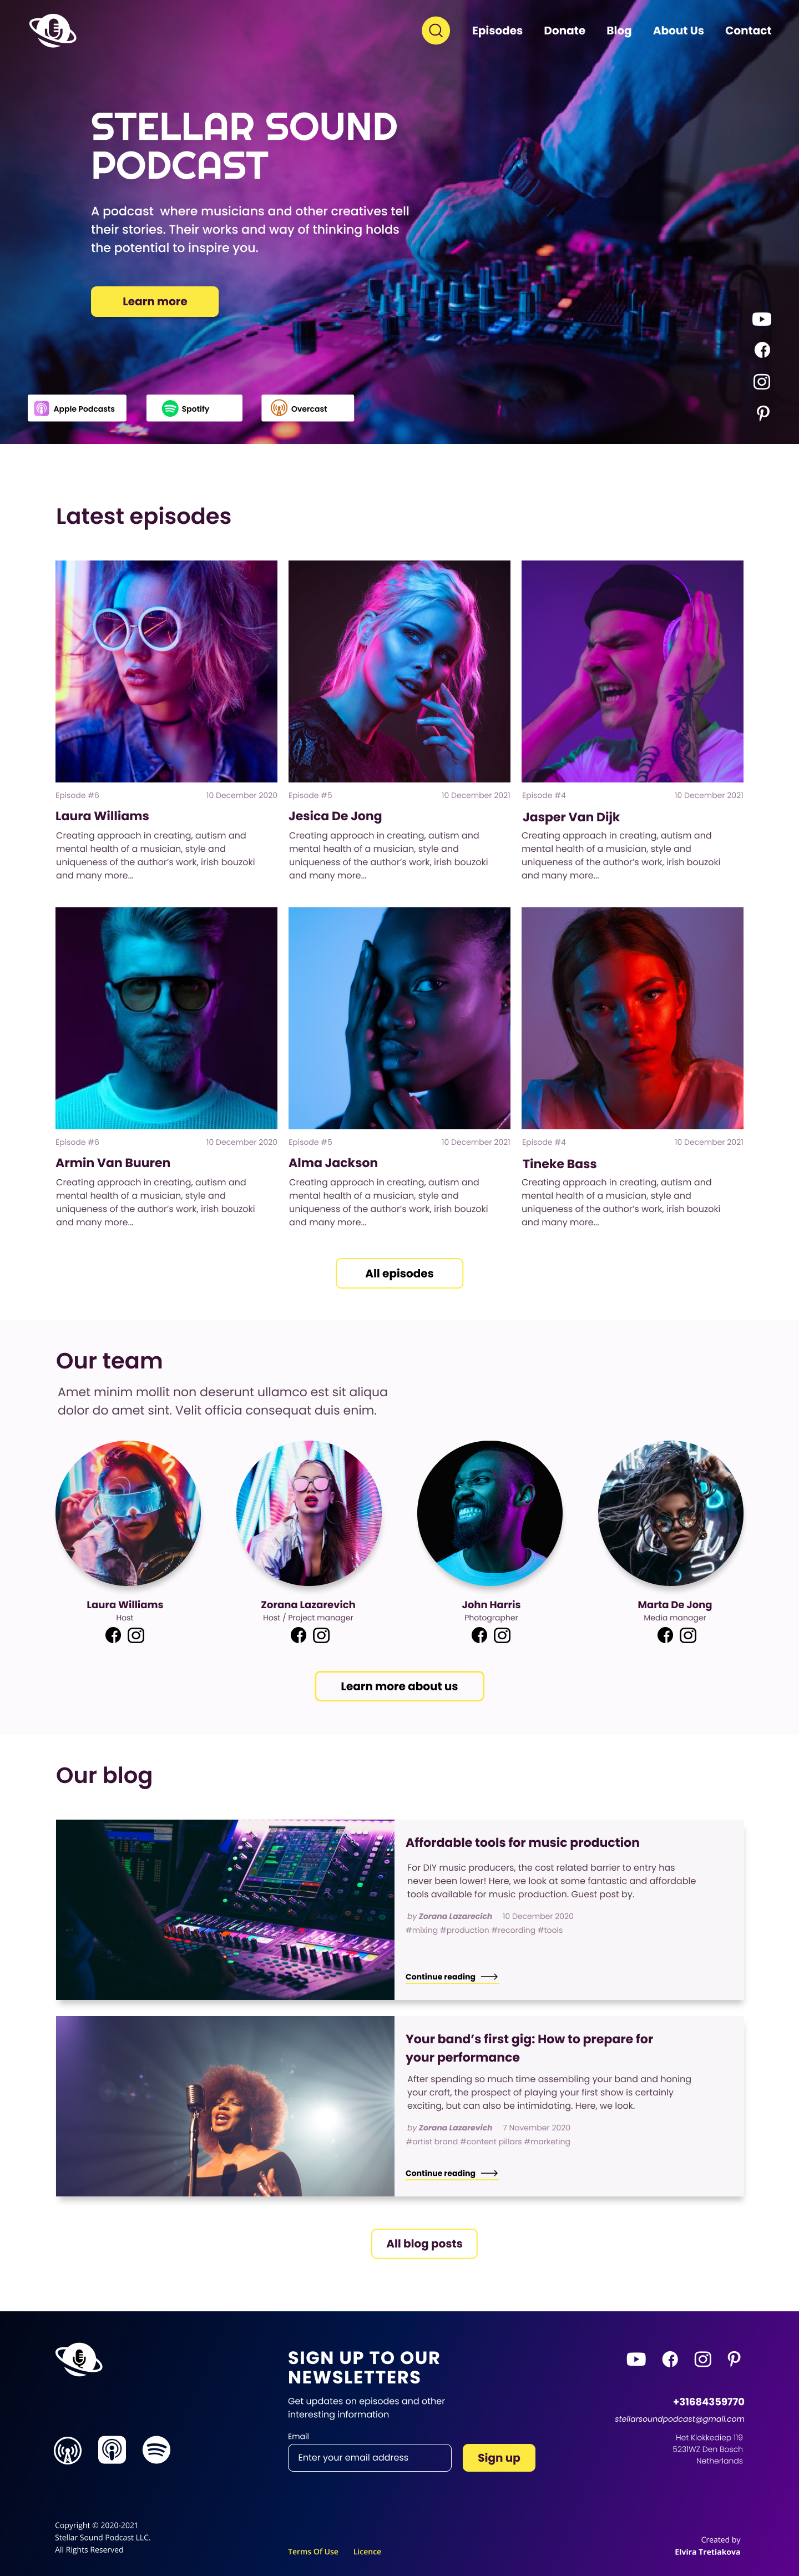 Episodes Donate Blog About Us Contact
STELLAR SOUND
PODCAST
A podcast where musicians and other creatives tell
their stories. Their works and way of thinking holds
the potential to inspire you.
Learn more
Apple Podcasts Spotify Overcast
Latest episodes
Episode #6 10 December 2020
Laura Williams
Creating approach in creating, autism and
mental health of a musician, style and
uniqueness of the author's work, irish bouzoki
and many more...
Episode #5 10 December 2021
Jesica De Jong
Creating approach in creating, autism and
mental health of a musician, style and
uniqueness of the author's work, irish bouzoki
and many more...
Episode #4 10 December 2021
Jasper Van Dijk
Creating approach in creating, autism and
mental health of a musician, style and
uniqueness of the author's work, irish bouzoki
and many more...
Episode #6 10 December 2020
Armin Van Buuren
Creating approach in creating, autism and
mental health of a musician, style and
uniqueness of the author's work, irish bouzoki
and many more...
Episode #5 10 December 2021
Alma Jackson
Creating approach in creating, autism and
mental health of a musician, style and
uniqueness of the author's work, irish bouzoki
and many more...
Episode #4 10 December 2021
Tineke Bass
Creating approach in creating, autism and
mental health of a musician, style and
uniqueness of the author's work, irish bouzoki
and many more...
All episodes
Our team
Amet minim mollit non deserunt ullamco est sit aliqua
dolor do amet sint. Velit officia consequat duis enim.
Laura Williams
Host
Zorana Lazarevich
Host / Project manager
John Harris
Photographer
Marta De Jong
Media manager
Learn more about us
Our blog
Affordable tools for music production
For DIY music producers, the cost related barrier to entry has
never been lower! Here, we look at some fantastic and affordable
tools available for music production. Guest post by.
by Zorana Lazarecich 10 December 2020
#mixing #production #recording #tools
Continue reading
Your band's first gig: How to prepare for
your performance
After spending so much time assembling your band and honing
your craft, the prospect of playing your first show is certainly
exciting, but can also be intimidating. Here, we look.
by Zorana Lazarevich 7 November 2020
#artist brand #content pillars #marketing
Continue reading
All blog posts
SIGN UP TO OUR
NEWSLETTERS
Get updates on episodes and other
interesting information
Email
Enter your email address
Sign up
+31684359770
stellarsoundpodcast@gmail.com
Het Klokkediep 119
5231WZ Den Bosch
Netherlands
Copyright © 2020-2021
Stellar Sound Podcast LLC.
All Rights Reserved
Terms Of Use Licence
Created by
Elvira Tretiakova